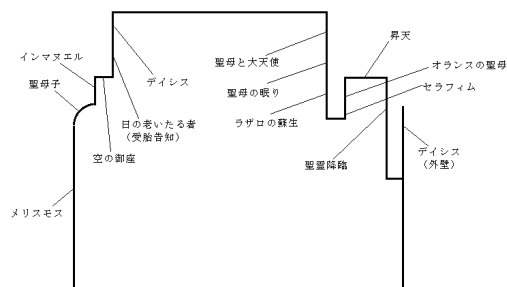 インマヌエル
聖母子
デイシス
日の老いたる者
（受胎告知）
空の御座
メリスモス
聖母と大天使
聖母の眠り
ラザロの蘇生
昇天
オランスの聖母
セラフィム
聖霊降臨
デイシス
（外壁）